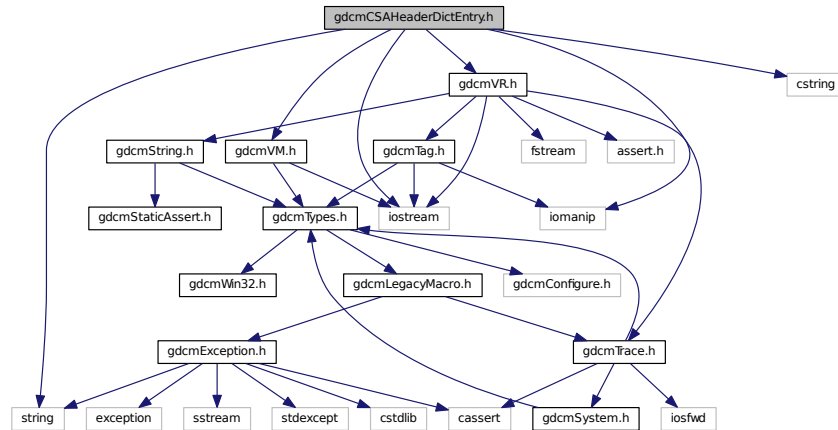 gdcmCSAHeaderDictEntry.h
gdcmVR.h
cstring
gdcmString.h
gdcmVM.h
gdcmTag.h
fstream
assert.h
gdcmStaticAssert.h
gdcmTypes.h
iostream
iomanip
gdcmWin32.h
gdcmLegacyMacro.h
gdcmConfigure.h
gdcmException.h
gdcmTrace.h
string
exception
sstream
stdexcept
cstdlib
cassert
gdcmSystem.h
iosfwd